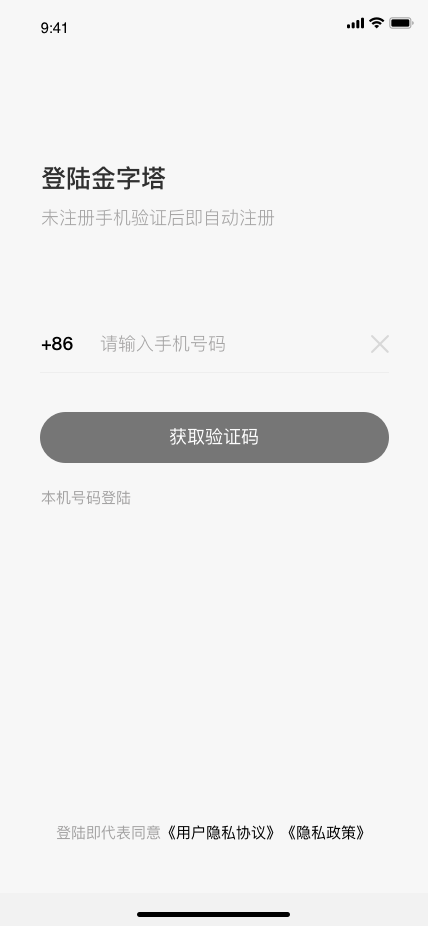 9:41
登陆金字塔
未注册手机验证后即自动注册
+86 请输入手机号码
获取验证码
本机号码登陆
登陆即代表同意《用户隐私协议》《隐私政策》